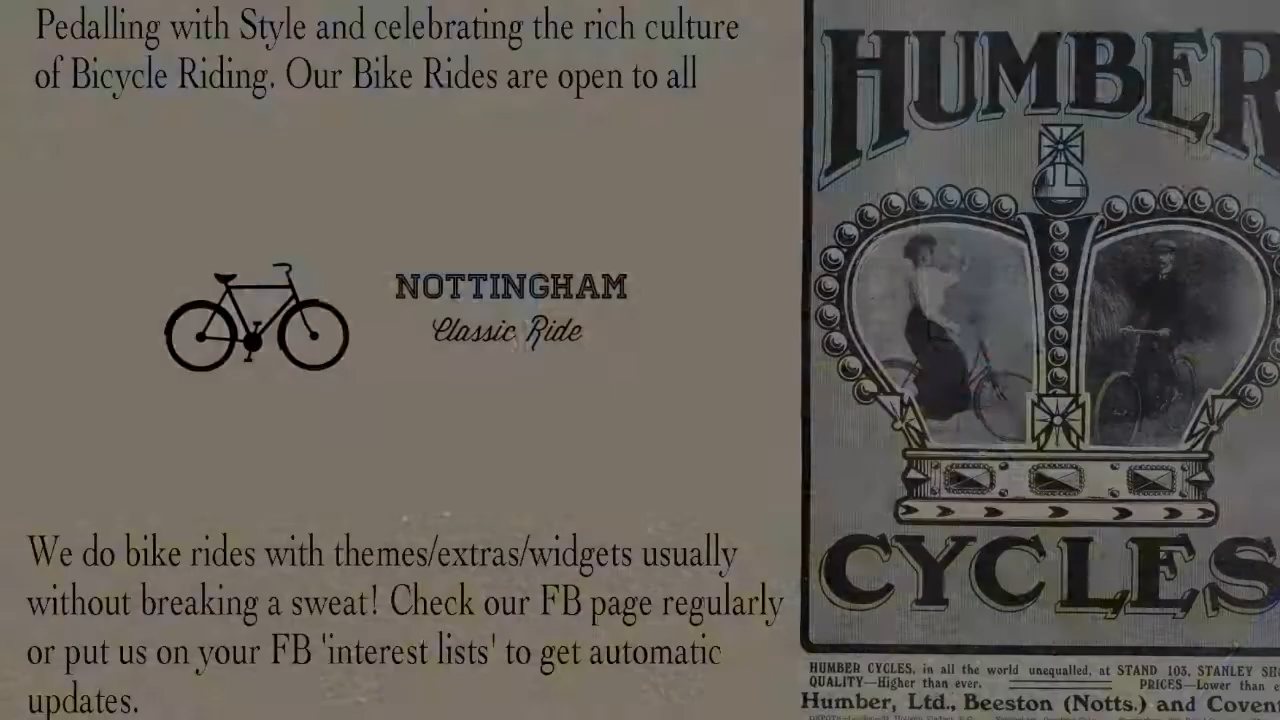 Pedalling with Style and celebrating the rich culture
of Bicycle Riding. Our Bike Rides are open to all
NOTTINGHAM
Classic Ride
We do bike rides with themes/extras/widgets usually
without breaking a sweat! Check our FB page regularly
or put us on your FB 'interest lists' to get automatic
updates.
HUMBER
CYCLES
HUMBER CYCLES, in all the world unequalled, at STAND 103, STANLEY
QUALITY—Higher than ever. PRICES—Lower than
Humber, Ltd., Beeston (Notts.) and